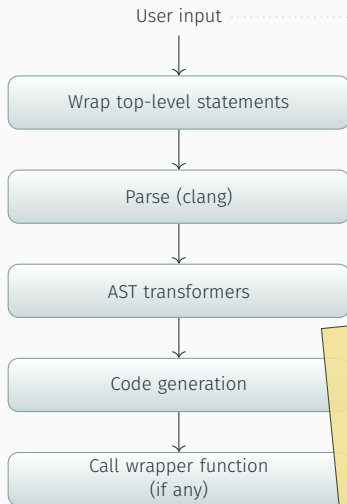 User input
Wrap top-level statements
Parse (clang)
AST transformers
Code generation
Call wrapper function
(if any)